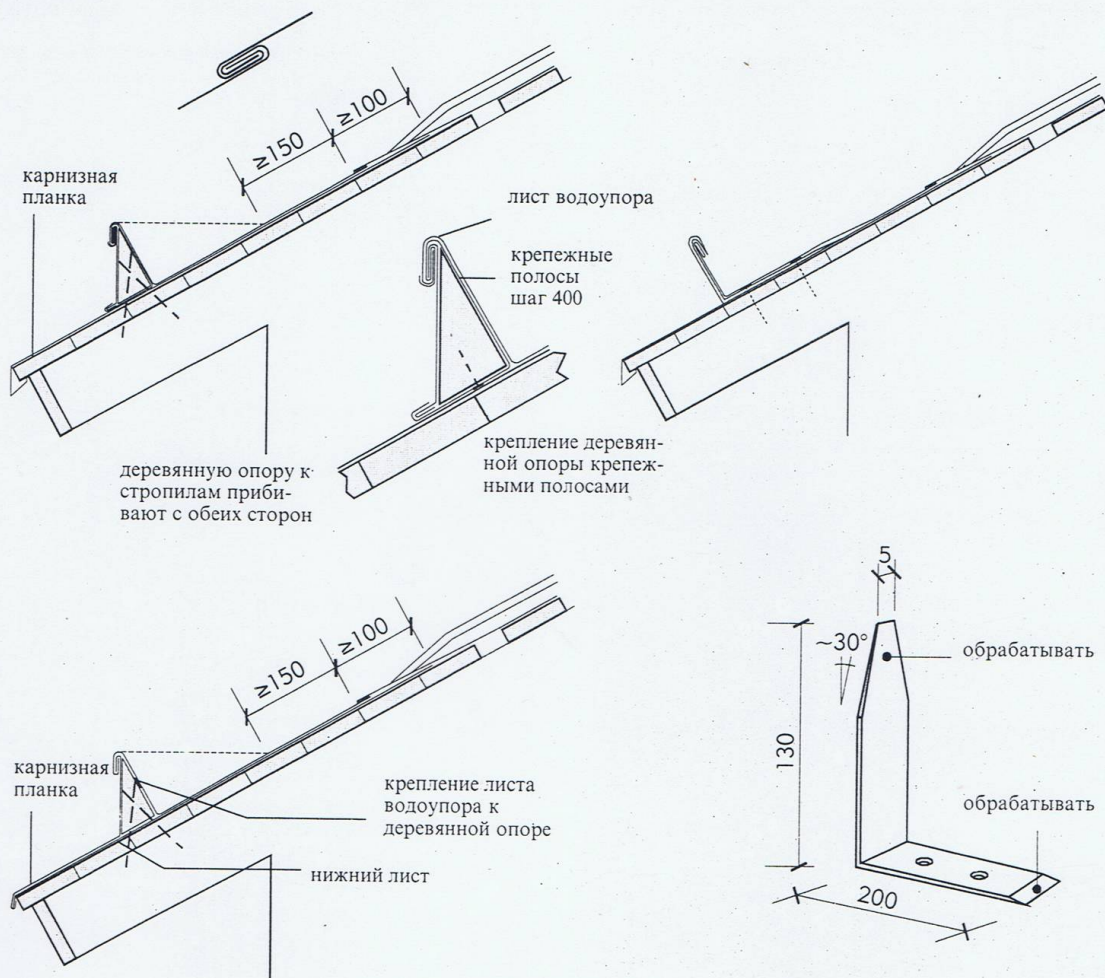 ≥150
≥100
карнизная
планка
лист водоупора
крепежные
полосы
шаг 400
деревянную опору к
стропилам приби-
вают с обеих сторон
крепление деревян-
ной опоры крепеж-
ными полосами
≥150
≥100
карнизная
планка
крепление листа
водоупора к
деревянной опоре
нижний лист
5
~30°
обрабатывать
130
обрабатывать
200